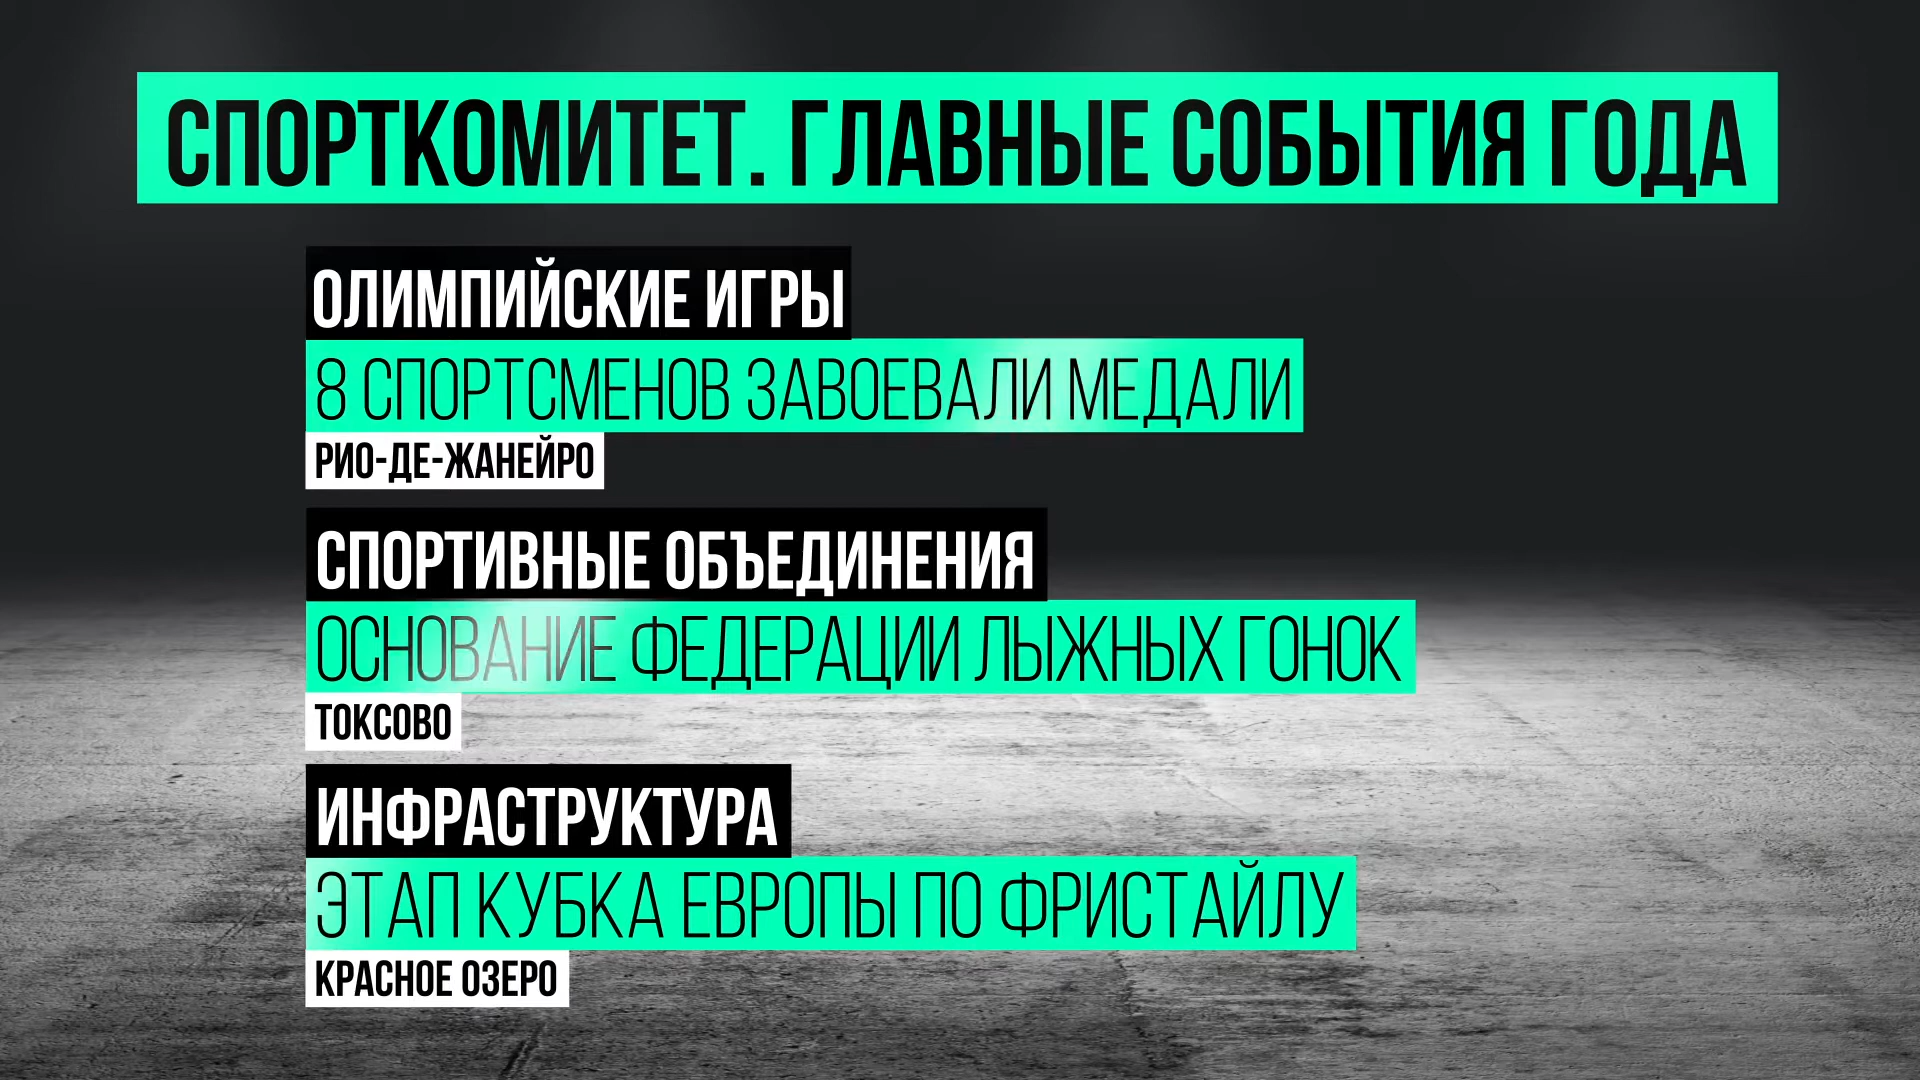 СПОРТКОМИТЕТ. ГЛАВНЫЕ СОБЫТИЯ ГОДА
ОЛИМПИЙСКИЕ ИГРЫ
8 СПОРТСМЕНОВ ЗАВОЕВАЛИ МЕДАЛИ
РИО-ДЕ-ЖАНЕЙРО
СПОРТИВНЫЕ ОБЪЕДИНЕНИЯ
ОСНОВАНИЕ ФЕДЕРАЦИИ ЛЫЖНЫХ ГОНОК
ТОКСОВО
ИНФРАСТРУКТУРА
ЭТАП КУБКА ЕВРОПЫ ПО ФРИСТАЙЛУ
КРАСНОЕ ОЗЕРО